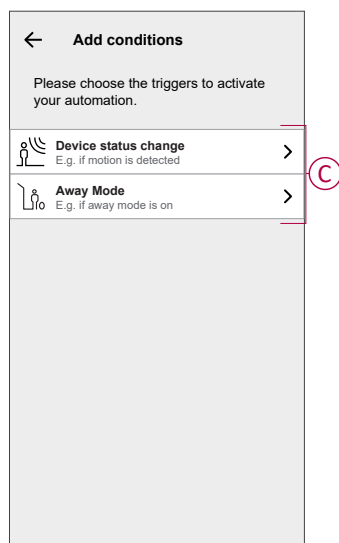 Add conditions
Please choose the triggers to activate
your automation.
Device status change
E.g. if motion is detected
Away Mode
E.g. if away mode is on
C